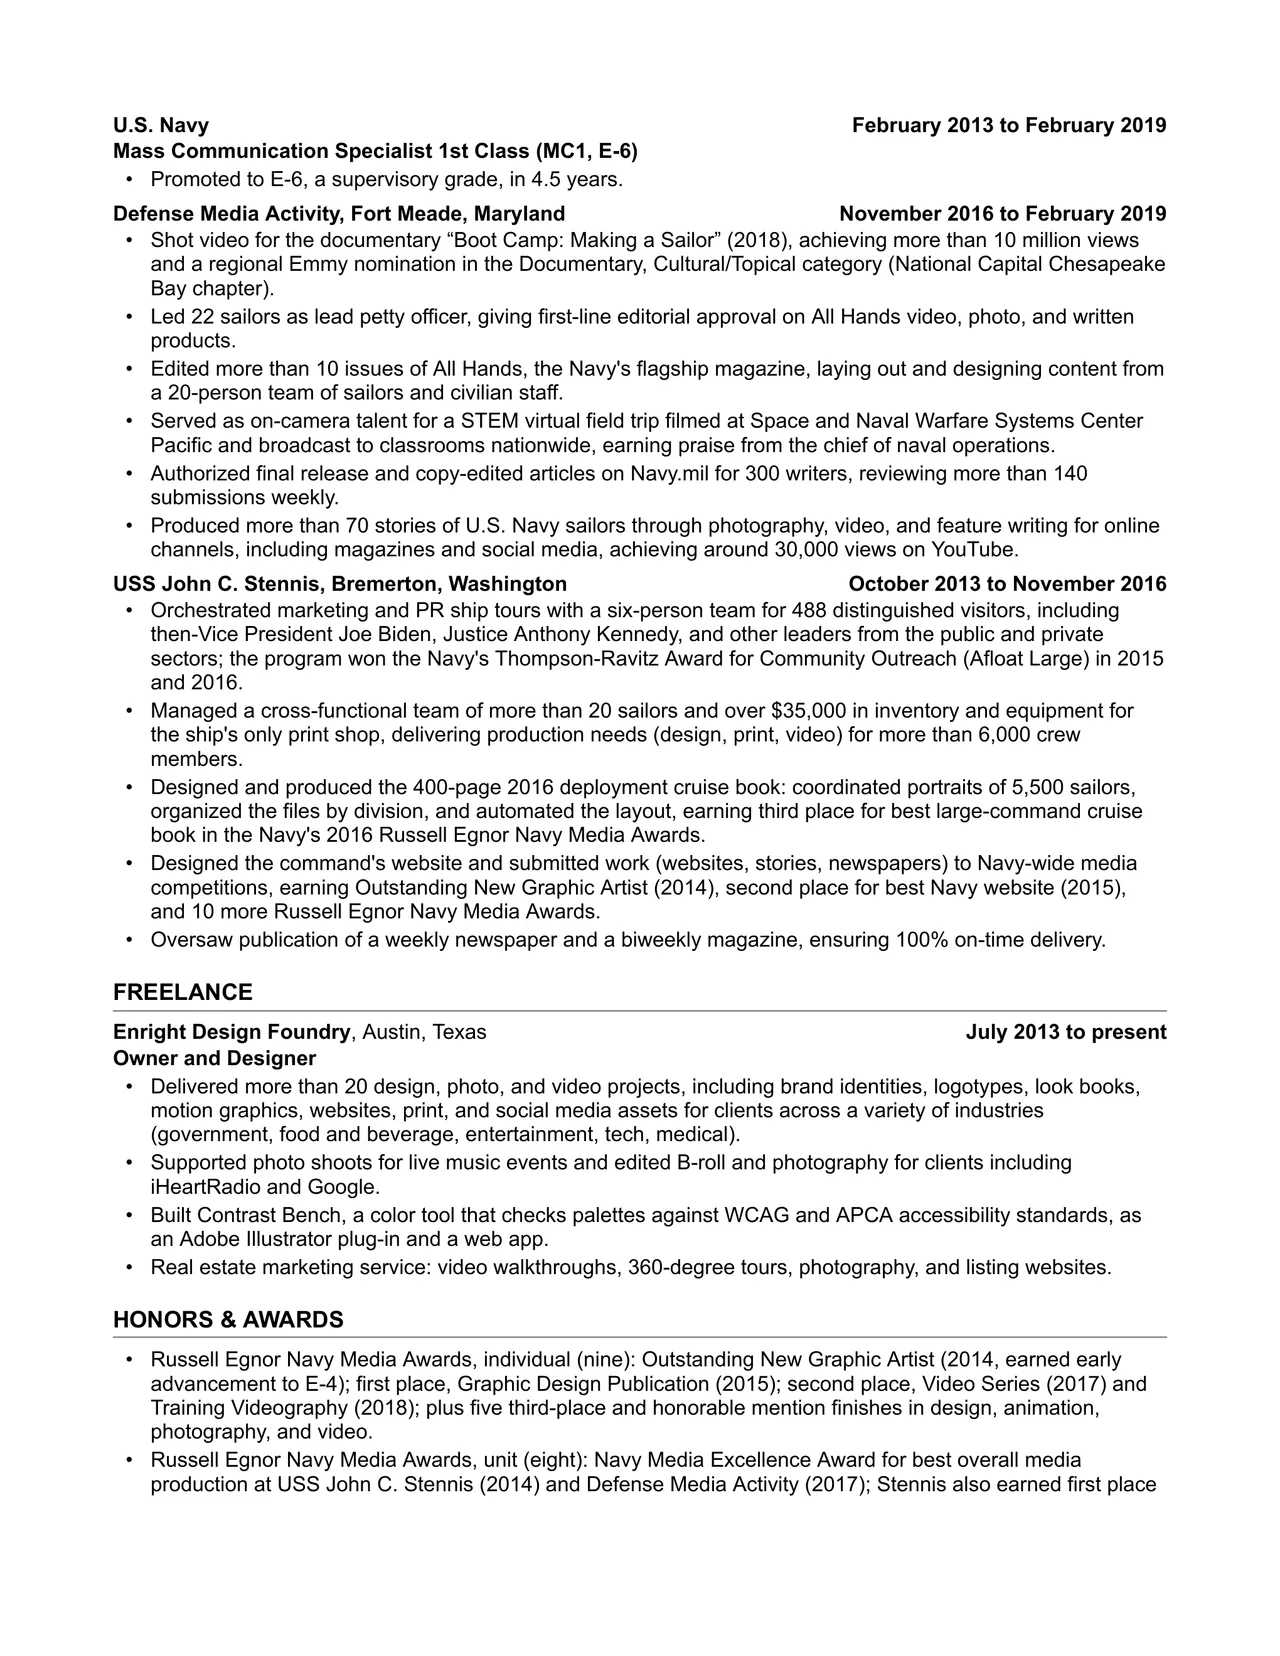 U.S. Navy February 2013 to February 2019
Mass Communication Specialist 1st Class (MC1, E-6)
• Promoted to E-6, a supervisory grade, in 4.5 years.
Defense Media Activity, Fort Meade, Maryland November 2016 to February 2019
• Shot video for the documentary “Boot Camp: Making a Sailor” (2018), achieving more than 10 million views
and a regional Emmy nomination in the Documentary, Cultural/Topical category (National Capital Chesapeake
Bay chapter).
• Led 22 sailors as lead petty officer, giving first-line editorial approval on All Hands video, photo, and written
products.
• Edited more than 10 issues of All Hands, the Navy's flagship magazine, laying out and designing content from
a 20-person team of sailors and civilian staff.
• Served as on-camera talent for a STEM virtual field trip filmed at Space and Naval Warfare Systems Center
Pacific and broadcast to classrooms nationwide, earning praise from the chief of naval operations.
• Authorized final release and copy-edited articles on Navy.mil for 300 writers, reviewing more than 140
submissions weekly.
• Produced more than 70 stories of U.S. Navy sailors through photography, video, and feature writing for online
channels, including magazines and social media, achieving around 30,000 views on YouTube.
USS John C. Stennis, Bremerton, Washington October 2013 to November 2016
• Orchestrated marketing and PR ship tours with a six-person team for 488 distinguished visitors, including
then-Vice President Joe Biden, Justice Anthony Kennedy, and other leaders from the public and private
sectors; the program won the Navy's Thompson-Ravitz Award for Community Outreach (Afloat Large) in 2015
and 2016.
• Managed a cross-functional team of more than 20 sailors and over $35,000 in inventory and equipment for
the ship's only print shop, delivering production needs (design, print, video) for more than 6,000 crew
members.
• Designed and produced the 400-page 2016 deployment cruise book: coordinated portraits of 5,500 sailors,
organized the files by division, and automated the layout, earning third place for best large-command cruise
book in the Navy's 2016 Russell Egnor Navy Media Awards.
• Designed the command's website and submitted work (websites, stories, newspapers) to Navy-wide media
competitions, earning Outstanding New Graphic Artist (2014), second place for best Navy website (2015),
and 10 more Russell Egnor Navy Media Awards.
• Oversaw publication of a weekly newspaper and a biweekly magazine, ensuring 100% on-time delivery.
FREELANCE
Enright Design Foundry, Austin, Texas July 2013 to present
Owner and Designer
• Delivered more than 20 design, photo, and video projects, including brand identities, logotypes, look books,
motion graphics, websites, print, and social media assets for clients across a variety of industries
(government, food and beverage, entertainment, tech, medical).
• Supported photo shoots for live music events and edited B-roll and photography for clients including
iHeartRadio and Google.
• Built Contrast Bench, a color tool that checks palettes against WCAG and APCA accessibility standards, as
an Adobe Illustrator plug-in and a web app.
• Real estate marketing service: video walkthroughs, 360-degree tours, photography, and listing websites.
HONORS & AWARDS
• Russell Egnor Navy Media Awards, individual (nine): Outstanding New Graphic Artist (2014, earned early
advancement to E-4); first place, Graphic Design Publication (2015); second place, Video Series (2017) and
Training Videography (2018); plus five third-place and honorable mention finishes in design, animation,
photography, and video.
• Russell Egnor Navy Media Awards, unit (eight): Navy Media Excellence Award for best overall media
production at USS John C. Stennis (2014) and Defense Media Activity (2017); Stennis also earned first place